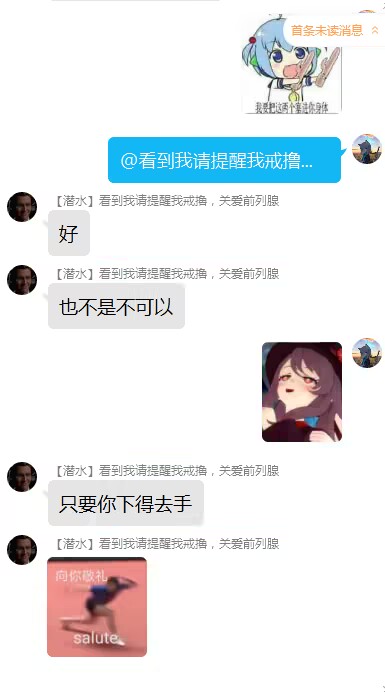 首条未读消息
我要把这两个塞进你身体
@看到我请提醒我戒撸...
【潜水】看到我请提醒我戒撸，关爱前列腺
好
【潜水】看到我请提醒我戒撸，关爱前列腺
也不是不可以
【潜水】看到我请提醒我戒撸，关爱前列腺
只要你下得去手
【潜水】看到我请提醒我戒撸，关爱前列腺
向你敬礼
salute